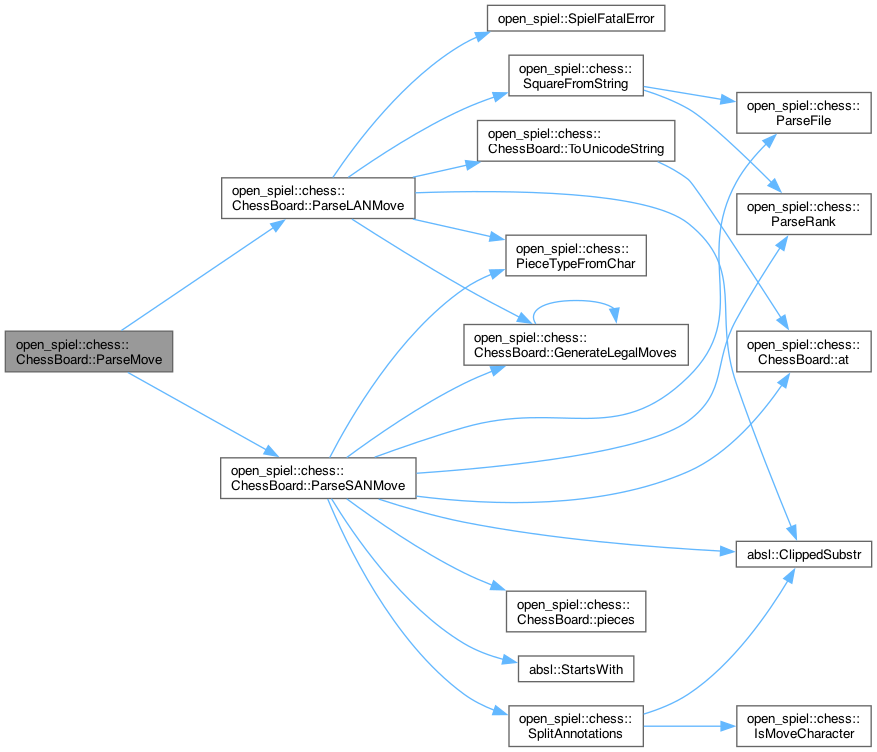 open_spiel::SpielFatalError
open_spiel::chess::
SquareFromString
open_spiel::chess::
ParseFile
open_spiel::chess::
ChessBoard::ToUnicodeString
open_spiel::chess::
ChessBoard::ParseLANMove
open_spiel::chess::
ParseRank
open_spiel::chess::
PieceTypeFromChar
open_spiel::chess::
ChessBoard::ParseMove
open_spiel::chess::
ChessBoard::GenerateLegalMoves
open_spiel::chess::
ChessBoard::at
open_spiel::chess::
ChessBoard::ParseSANMove
absl::ClippedSubstr
open_spiel::chess::
ChessBoard::pieces
absl::StartsWith
open_spiel::chess::
SplitAnnotations
open_spiel::chess::
IsMoveCharacter